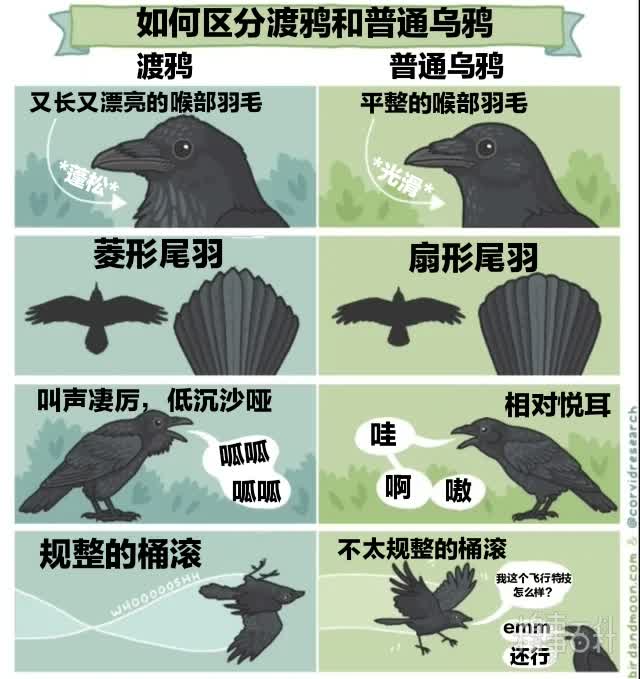 如何区分渡鸦和普通乌鸦
渡鸦
普通乌鸦
又长又漂亮的喉部羽毛
*蓬松*
平整的喉部羽毛
*光滑*
菱形尾羽
扇形尾羽
叫声凄厉，低沉沙哑
呱呱
呱呱
相对悦耳
哇
啊
嗷
规整的桶滚
WHOOOOOSHH
不太规整的桶滚
我这个飞行特技
怎么样？
emm
还行
birdandmoon.com & @corvidresearch